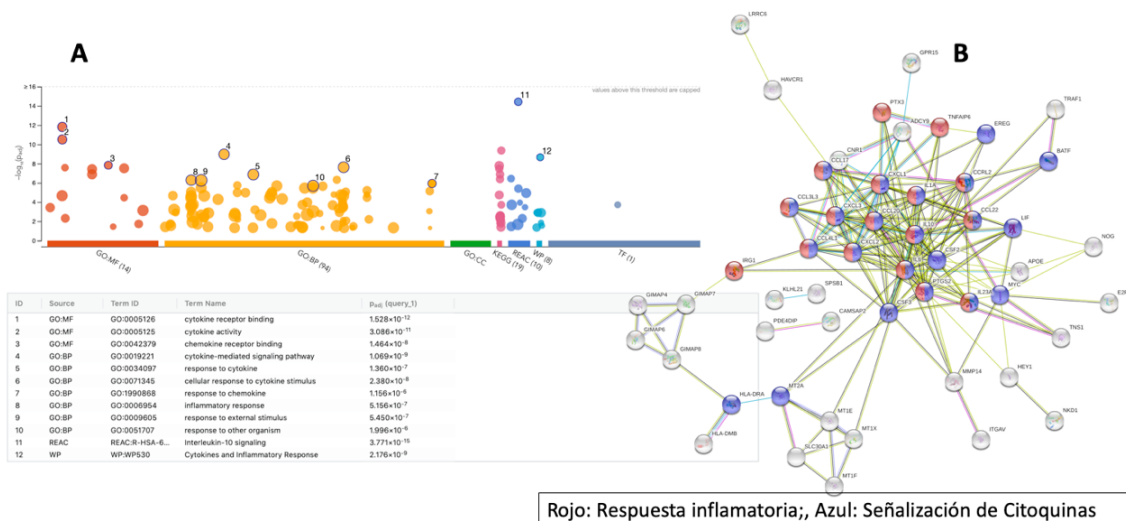 A
B
≥16
values above this threshold are capped
14
12
10
8
6
4
2
0
-log₁₀(p_adj)
1
2
3
4
5
6
7
8
9
10
11
12
GO:MF (14)
GO:BP (94)
GO:CC
KEGG (19)
REAC (10)
WP (8)
TF (1)
ID Source Term ID Term Name p_adj (query_1)
1 GO:MF GO:0005126 cytokine receptor binding 1.528×10⁻¹²
2 GO:MF GO:0005125 cytokine activity 3.086×10⁻¹¹
3 GO:MF GO:0042379 chemokine receptor binding 1.464×10⁻⁸
4 GO:BP GO:0019221 cytokine-mediated signaling pathway 1.069×10⁻⁹
5 GO:BP GO:0034097 response to cytokine 1.360×10⁻⁷
6 GO:BP GO:0071345 cellular response to cytokine stimulus 2.380×10⁻⁸
7 GO:BP GO:1990868 response to chemokine 1.156×10⁻⁶
8 GO:BP GO:0006954 inflammatory response 5.156×10⁻⁷
9 GO:BP GO:0009605 response to external stimulus 5.450×10⁻⁷
10 GO:BP GO:0051707 response to other organism 1.996×10⁻⁶
11 REAC REAC:R-HSA-6... Interleukin-10 signaling 3.771×10⁻¹⁵
12 WP WP:WP530 Cytokines and Inflammatory Response 2.176×10⁻⁹
LRRC6
HAVCR1
GPR15
PTX3
ADCY9
TNFAIP6
EREG
TRAF1
BATF
CNR1
CCL17
CXCL1
IL1A
CCRL2
CCL3L3
CXCL3
CCL20
CCL22
LIF
CCL4L2
CXCL2
IL10
CSF2
NOG
APOE
IRG1
PTGS2
IL23A
MYC
KLHL21
SPSB1
CSF3
TNS1
GIMAP4
GIMAP7
PDE4DIP
CAMSAP2
GIMAP6
GIMAP8
MMP14
HEY1
NKD1
ITGAV
HLA-DRA
MT2A
HLA-DMB
MT1E
MT1X
SLC30A1
MT1F
Rojo: Respuesta inflamatoria;, Azul: Señalización de Citoquinas